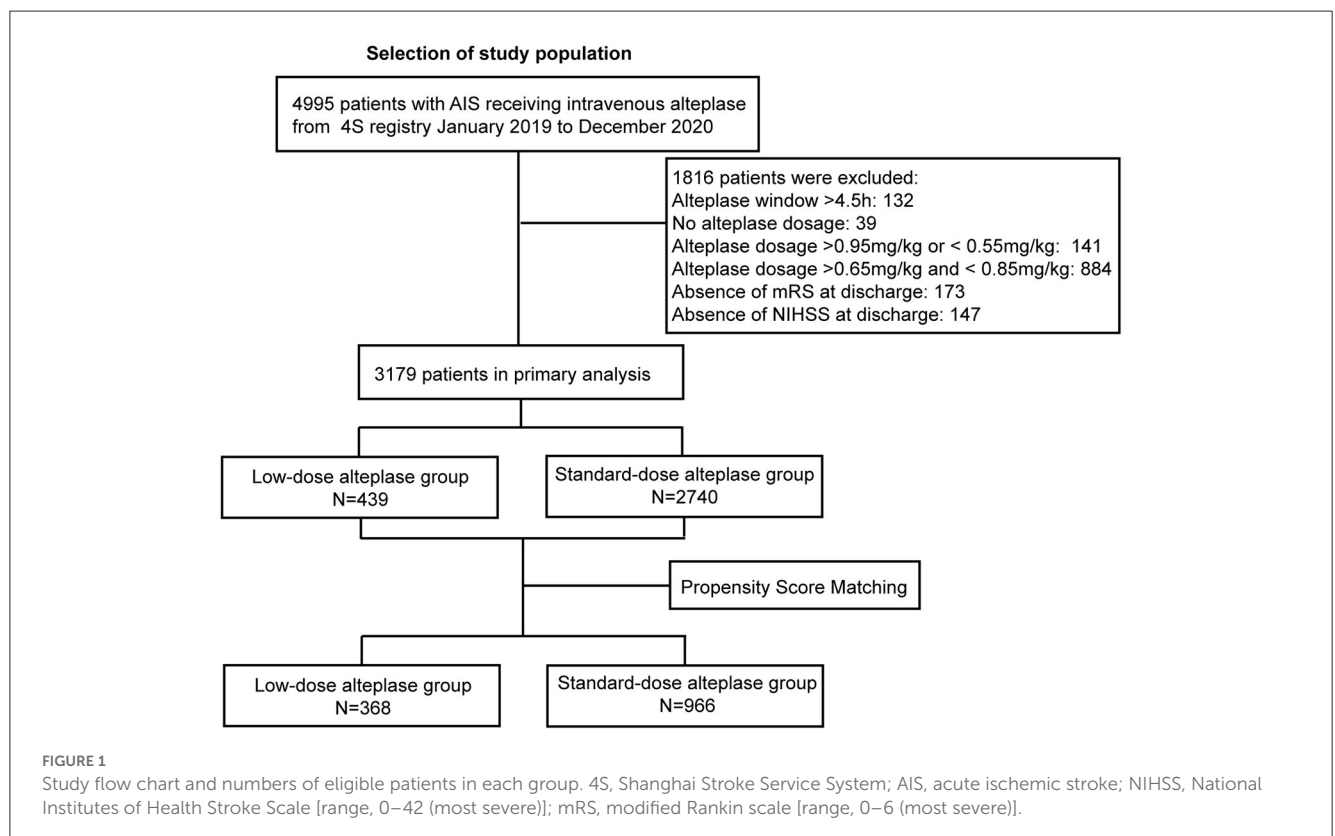 Selection of study population
4995 patients with AIS receiving intravenous alteplase
from 4S registry January 2019 to December 2020
1816 patients were excluded:
Alteplase window >4.5h: 132
No alteplase dosage: 39
Alteplase dosage >0.95mg/kg or < 0.55mg/kg: 141
Alteplase dosage >0.65mg/kg and < 0.85mg/kg: 884
Absence of mRS at discharge: 173
Absence of NIHSS at discharge: 147
3179 patients in primary analysis
Low-dose alteplase group
N=439
Standard-dose alteplase group
N=2740
Propensity Score Matching
Low-dose alteplase group
N=368
Standard-dose alteplase group
N=966
FIGURE 1
Study flow chart and numbers of eligible patients in each group. 4S, Shanghai Stroke Service System; AIS, acute ischemic stroke; NIHSS, National
Institutes of Health Stroke Scale [range, 0–42 (most severe)]; mRS, modified Rankin scale [range, 0–6 (most severe)].